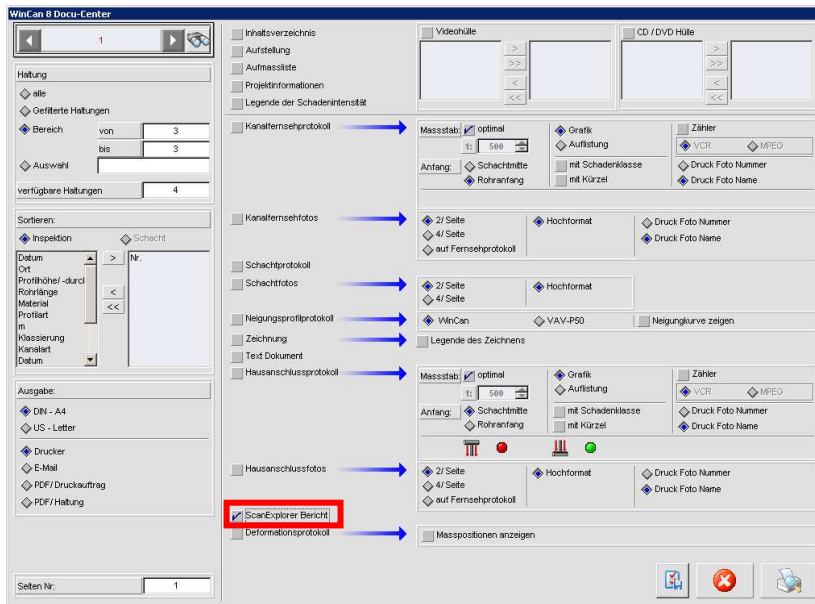 WinCan 8 Docu-Center
1
Haltung
alle
Gefilterte Haltungen
Bereich von 3
bis 3
Auswahl
verfügbare Haltungen 4
Sortieren:
Inspektion Schacht
Datum > Nr.
Ort
Profilhöhe/ -durcl
Rohrlänge <
Material <<
Profilart
m
Klassierung
Kanalart
Datum
Ausgabe:
DIN - A4
US - Letter
Drucker
E-Mail
PDF/Druckauftrag
PDF/Haltung
Seiten Nr: 1
Inhaltsverzeichnis
Aufstellung
Aufmassliste
Projektinformationen
Legende der Schadenintensität
Videohülle
>
>>
<
<<
CD / DVD Hülle
>
>>
<
<<
Kanalfernsehprotokoll
Massstab: optimal
1: 500
Anfang: Schachtmitte
Rohranfang
Grafik
Auflistung
mit Schadenklasse
mit Kürzel
Zähler
VCR MPEG
Druck Foto Nummer
Druck Foto Name
Kanalfernsehfotos
2/ Seite
4/ Seite
auf Fernsehprotokoll
Hochformat
Druck Foto Nummer
Druck Foto Name
Schachtprotokoll
Schachtfotos
2/ Seite
4/ Seite
Hochformat
Neigungsprofilprotokoll
WinCan VAV-P50 Neigungkurve zeigen
Zeichnung
Legende des Zeichnens
Text Dokument
Hausanschlussprotokoll
Massstab: optimal
1: 500
Anfang: Schachtmitte
Rohranfang
Grafik
Auflistung
mit Schadenklasse
mit Kürzel
Zähler
VCR MPEG
Druck Foto Nummer
Druck Foto Name
Hausanschlussfotos
2/ Seite
4/ Seite
auf Fernsehprotokoll
Hochformat
Druck Foto Nummer
Druck Foto Name
ScanExplorer Bericht
Deformationsprotokoll
Masspositionen anzeigen